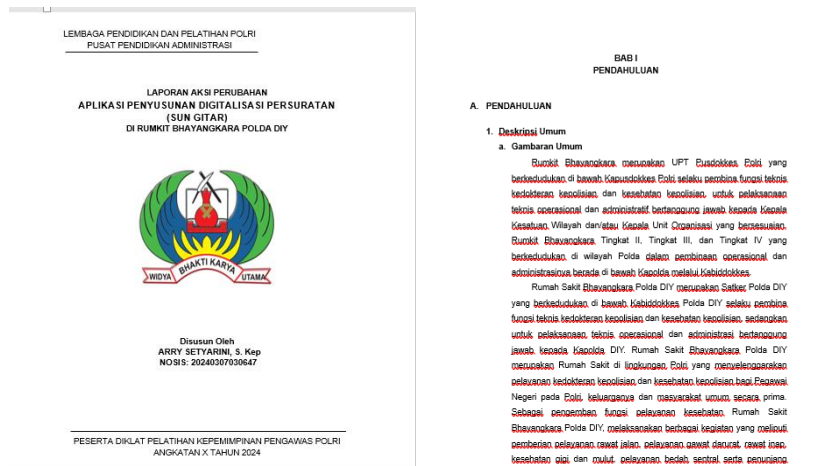 LEMBAGA PENDIDIKAN DAN PELATIHAN POLRI
PUSAT PENDIDIKAN ADMINISTRASI
LAPORAN AKSI PERUBAHAN
APLIKASI PENYUSUNAN DIGITALISASI PERSURATAN
(SUN GITAR)
DI RUMKIT BHAYANGKARA POLDA DIY
WIDYA BHAKTI KARYA UTAMA
Disusun Oleh
ARRY SETYARINI, S. Kep
NOSIS: 20240307030647
PESERTA DIKLAT PELATIHAN KEPEMIMPINAN PENGAWAS POLRI
ANGKATAN X TAHUN 2024
BAB I
PENDAHULUAN
A. PENDAHULUAN
1. Deskripsi Umum
a. Gambaran Umum
Rumkit Bhayangkara merupakan UPT Pusdokkes Polri yang
berkedudukan di bawah Kapusdokkes Polri selaku pembina fungsi teknis
kedokteran kepolisian dan kesehatan kepolisian, untuk pelaksanaan
teknis operasional dan administratif bertanggung jawab kepada Kepala
Kesatuan Wilayah dan/atau Kepala Unit Organisasi yang bersesuaian.
Rumkit Bhayangkara Tingkat II, Tingkat III, dan Tingkat IV yang
berkedudukan di wilayah Polda dalam pembinaan operasional dan
administrasinya berada di bawah Kapolda melalui Kabiddokkes.
Rumah Sakit Bhayangkara Polda DIY merupakan Satker Polda DIY
yang berkedudukan di bawah Kabiddokkes Polda DIY selaku pembina
fungsi teknis kedokteran kepolisian dan kesehatan kepolisian, sedangkan
untuk pelaksanaan teknis operasional dan administrasi bertanggung
jawab kepada Kapolda DIY. Rumah Sakit Bhayangkara Polda DIY
merupakan Rumah Sakit di lingkungan Polri yang menyelenggarakan
pelayanan kedokteran kepolisian dan kesehatan kepolisian bagi Pegawai
Negeri pada Polri, keluarganya dan masyarakat umum secara prima.
Sebagai pengemban fungsi pelayanan kesehatan Rumah Sakit
Bhayangkara Polda DIY, melaksanakan berbagai kegiatan yang meliputi
pemberian pelayanan rawat jalan, pelayanan gawat darurat, rawat inap,
kesehatan gigi dan mulut, pelayanan bedah sentral serta penunjang